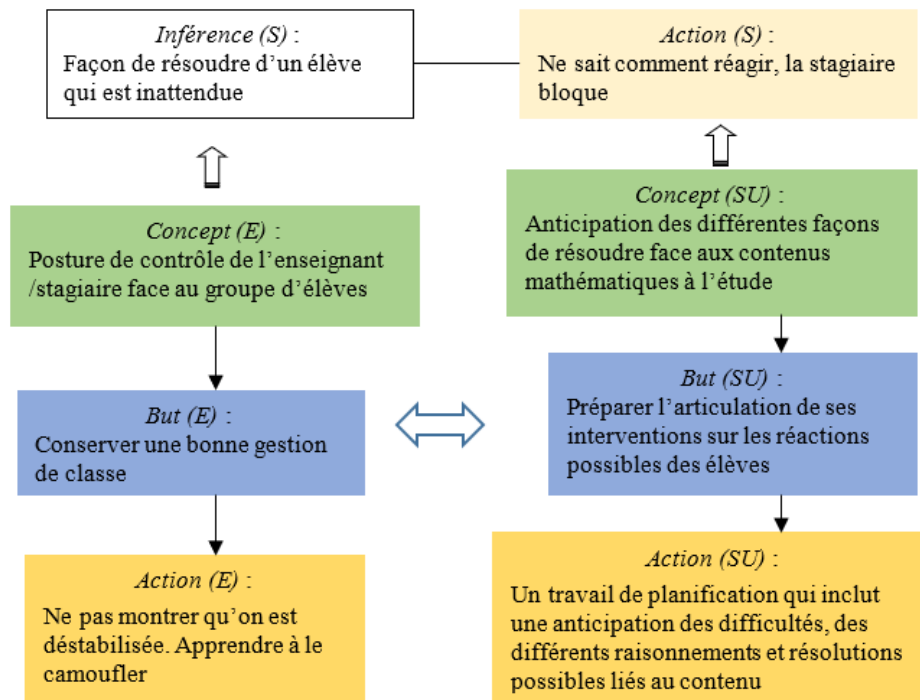 Inférence (S) :
Façon de résoudre d’un élève
qui est inattendue
Action (S) :
Ne sait comment réagir, la stagiaire
bloque
Concept (E) :
Posture de contrôle de l’enseignant
/stagiaire face au groupe d’élèves
Concept (SU) :
Anticipation des différentes façons
de résoudre face aux contenus
mathématiques à l’étude
But (E) :
Conserver une bonne gestion
de classe
But (SU) :
Préparer l’articulation de ses
interventions sur les réactions
possibles des élèves
Action (E) :
Ne pas montrer qu’on est
déstabilisée. Apprendre à le
camoufler
Action (SU) :
Un travail de planification qui inclut
une anticipation des difficultés, des
différents raisonnements et résolutions
possibles liés au contenu